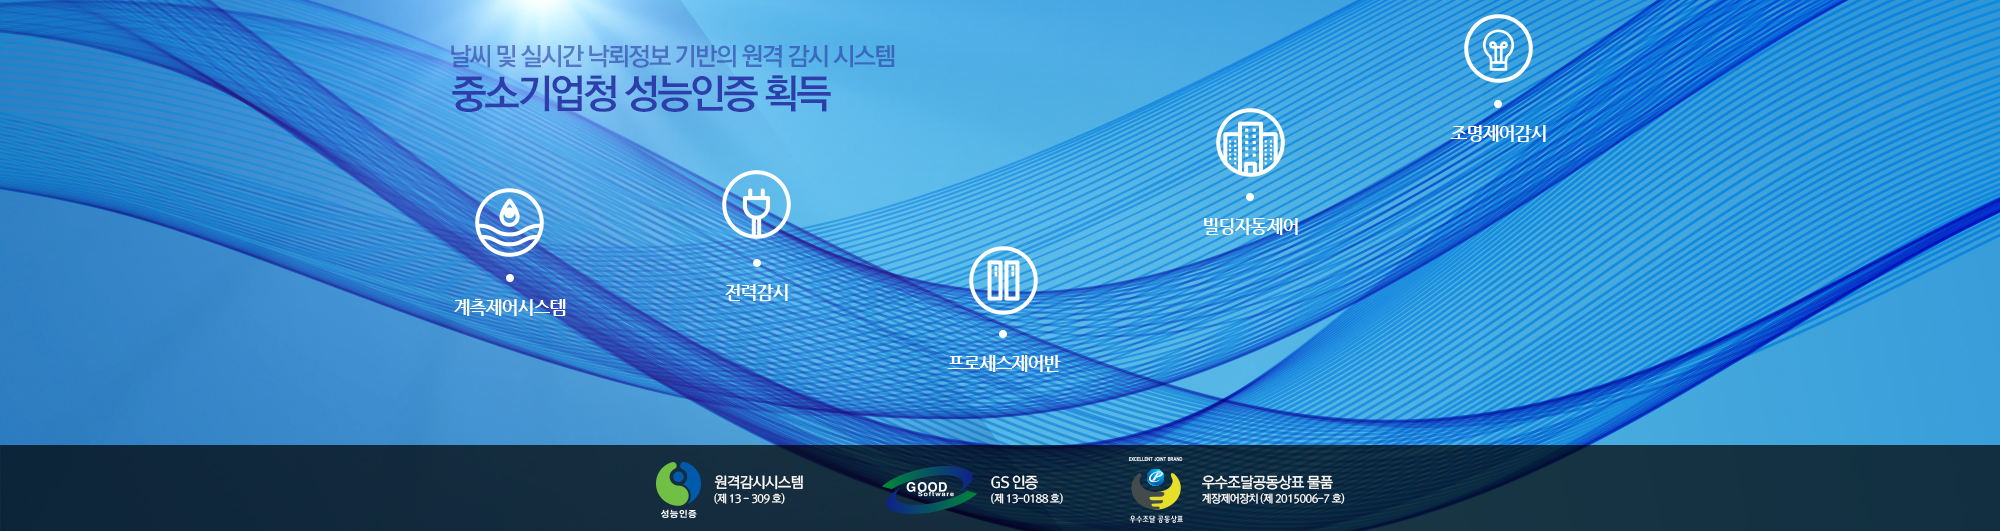 날씨 및 실시간 낙뢰정보 기반의 원격 감시 시스템
중소기업청 성능인증 획득
조명제어감시
빌딩자동제어
계측제어시스템
전력감시
프로세스제어반
성능인증
원격감시시스템
(제 13 - 309 호)
GOOD
Software
GS 인증
(제 13-0188 호)
EXCELLENT JOINT BRAND
우수조달 공동상표
우수조달공동상표 물품
계장제어장치 (제 2015006-7 호)